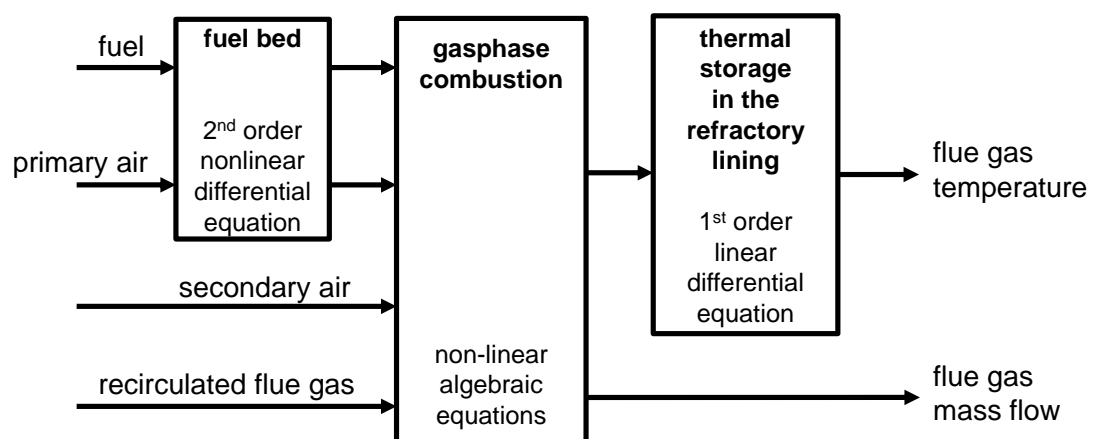 fuel
primary air
fuel bed
2nd order
nonlinear
differential
equation
secondary air
recirculated flue gas
gasphase
combustion
non-linear
algebraic
equations
thermal
storage
in the
refractory
lining
1st order
linear
differential
equation
flue gas
temperature
flue gas
mass flow